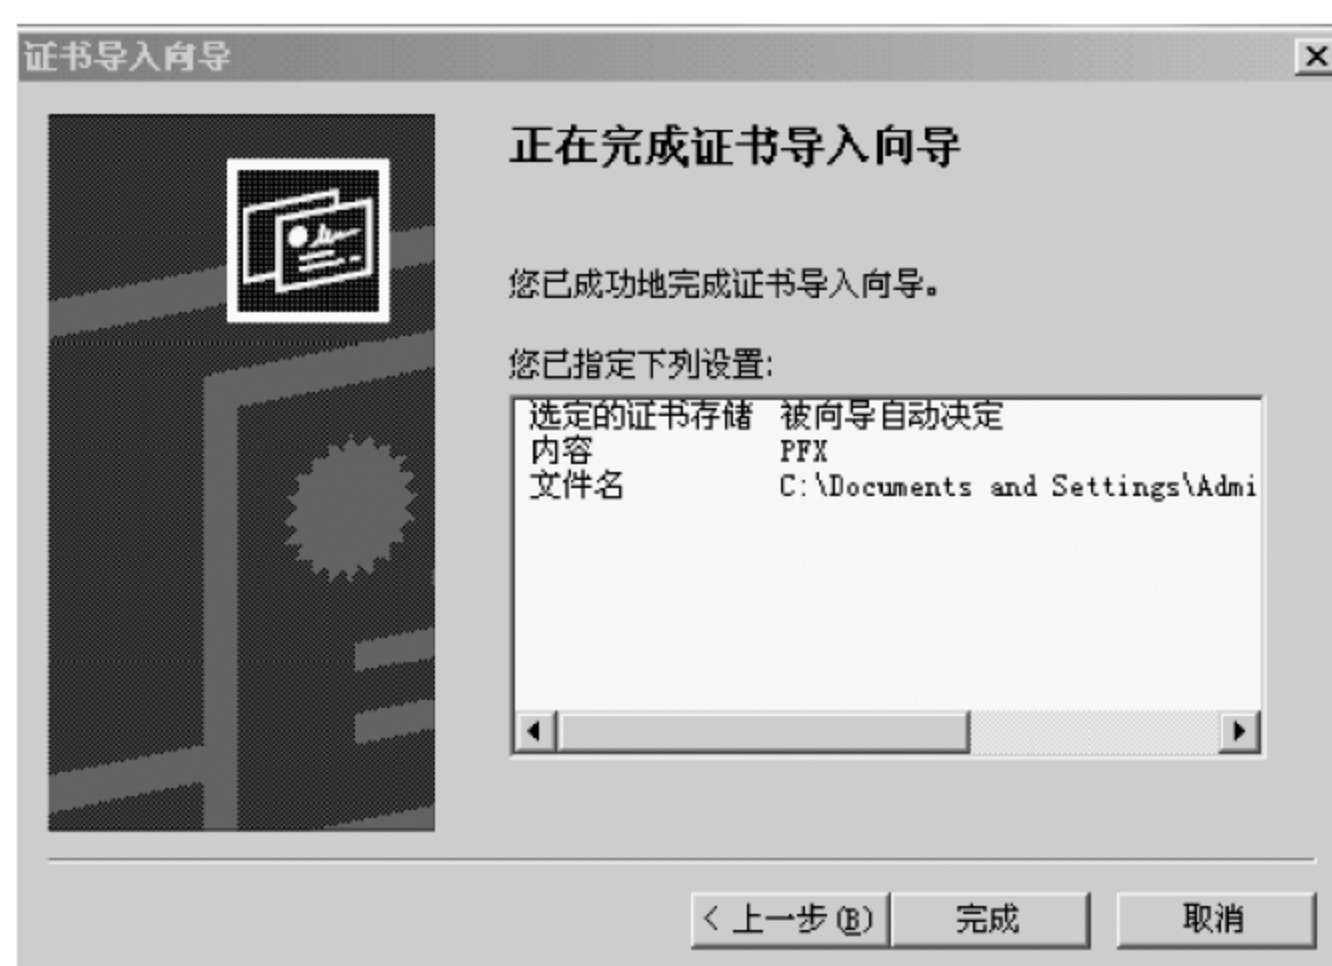 证书导入向导
正在完成证书导入向导
您已成功地完成证书导入向导。
您已指定下列设置:
选定的证书存储 被向导自动决定
内容 PFX
文件名 C:\Documents and Settings\Admi
< 上一步(B) 完成 取消